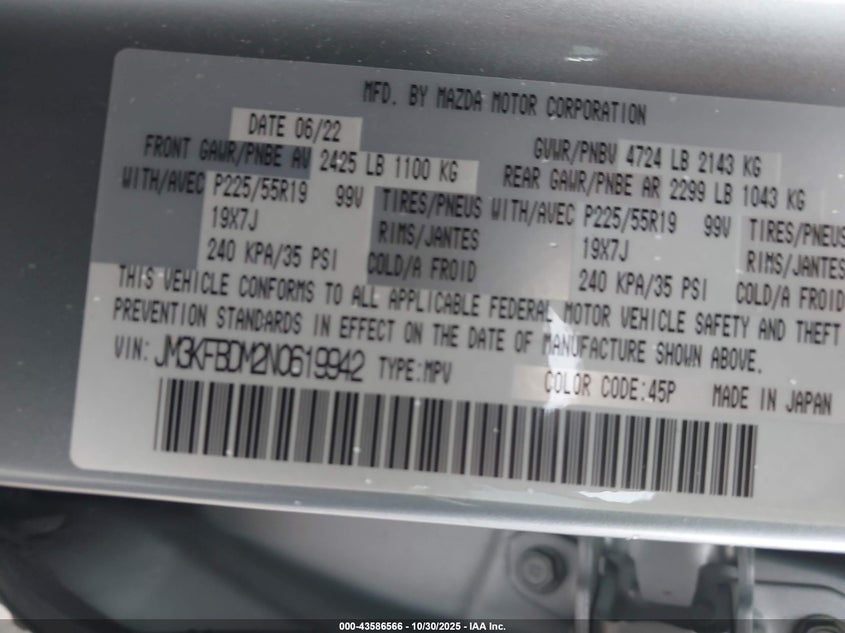 MFD. BY MAZDA MOTOR CORPORATION
DATE 06/22 GVWR/PNBV 4724 LB 2143 KG
FRONT GAWR/PNBE AV 2425 LB 1100 KG REAR GAWR/PNBE AR 2299 LB 1043 KG
WITH/AVEC P225/55R19 99V TIRES/PNEUS WITH/AVEC P225/55R19 99V TIRES/PNEUS
19X7J RIMS/JANTES 19X7J RIMS/JANTES
240 KPA/35 PSI COLD/A FROID 240 KPA/35 PSI COLD/A FROID
THIS VEHICLE CONFORMS TO ALL APPLICABLE FEDERAL MOTOR VEHICLE SAFETY AND THEFT
PREVENTION STANDARDS IN EFFECT ON THE DATE OF MANUFACTURE SHOWN ABOVE.
VIN: JM3KFBDM2N0619942 TYPE:MPV COLOR CODE:45P MADE IN JAPAN
000-43586566 - 10/30/2025 - IAA Inc.